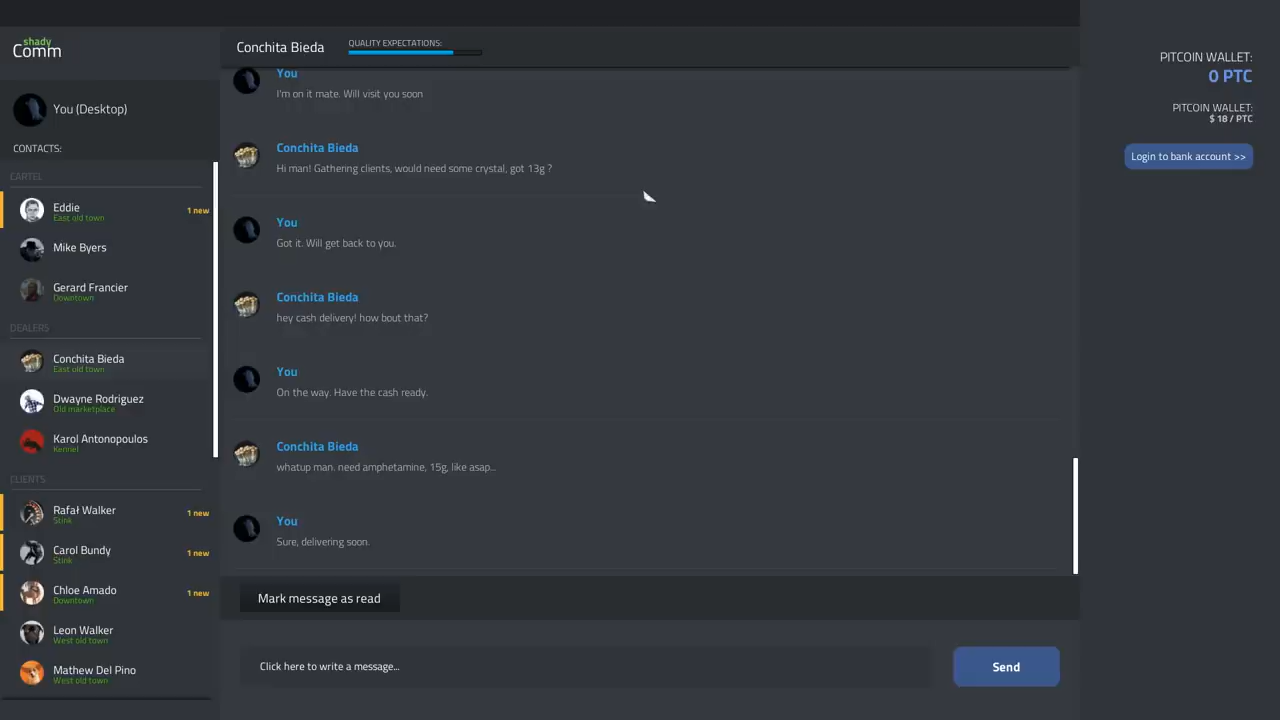 shady
Comm
You (Desktop)
CONTACTS:
CARTEL
Eddie
East old town
1 new
Mike Byers
Gerard Francier
Downtown
DEALERS
Conchita Bieda
East old town
Dwayne Rodriguez
Old marketplace
Karol Antonopoulos
Kennel
CLIENTS
Rafał Walker
Stink
1 new
Carol Bundy
Stink
1 new
Chloe Amado
Downtown
1 new
Leon Walker
West old town
Mathew Del Pino
West old town
Conchita Bieda
QUALITY EXPECTATIONS:
You
I'm on it mate. Will visit you soon
Conchita Bieda
Hi man! Gathering clients, would need some crystal, got 13g ?
You
Got it. Will get back to you.
Conchita Bieda
hey cash delivery! how bout that?
You
On the way. Have the cash ready.
Conchita Bieda
whatup man. need amphetamine, 15g, like asap...
You
Sure, delivering soon.
Mark message as read
Click here to write a message...
Send
PITCOIN WALLET:
0 PTC
PITCOIN WALLET:
$ 18 / PTC
Login to bank account >>